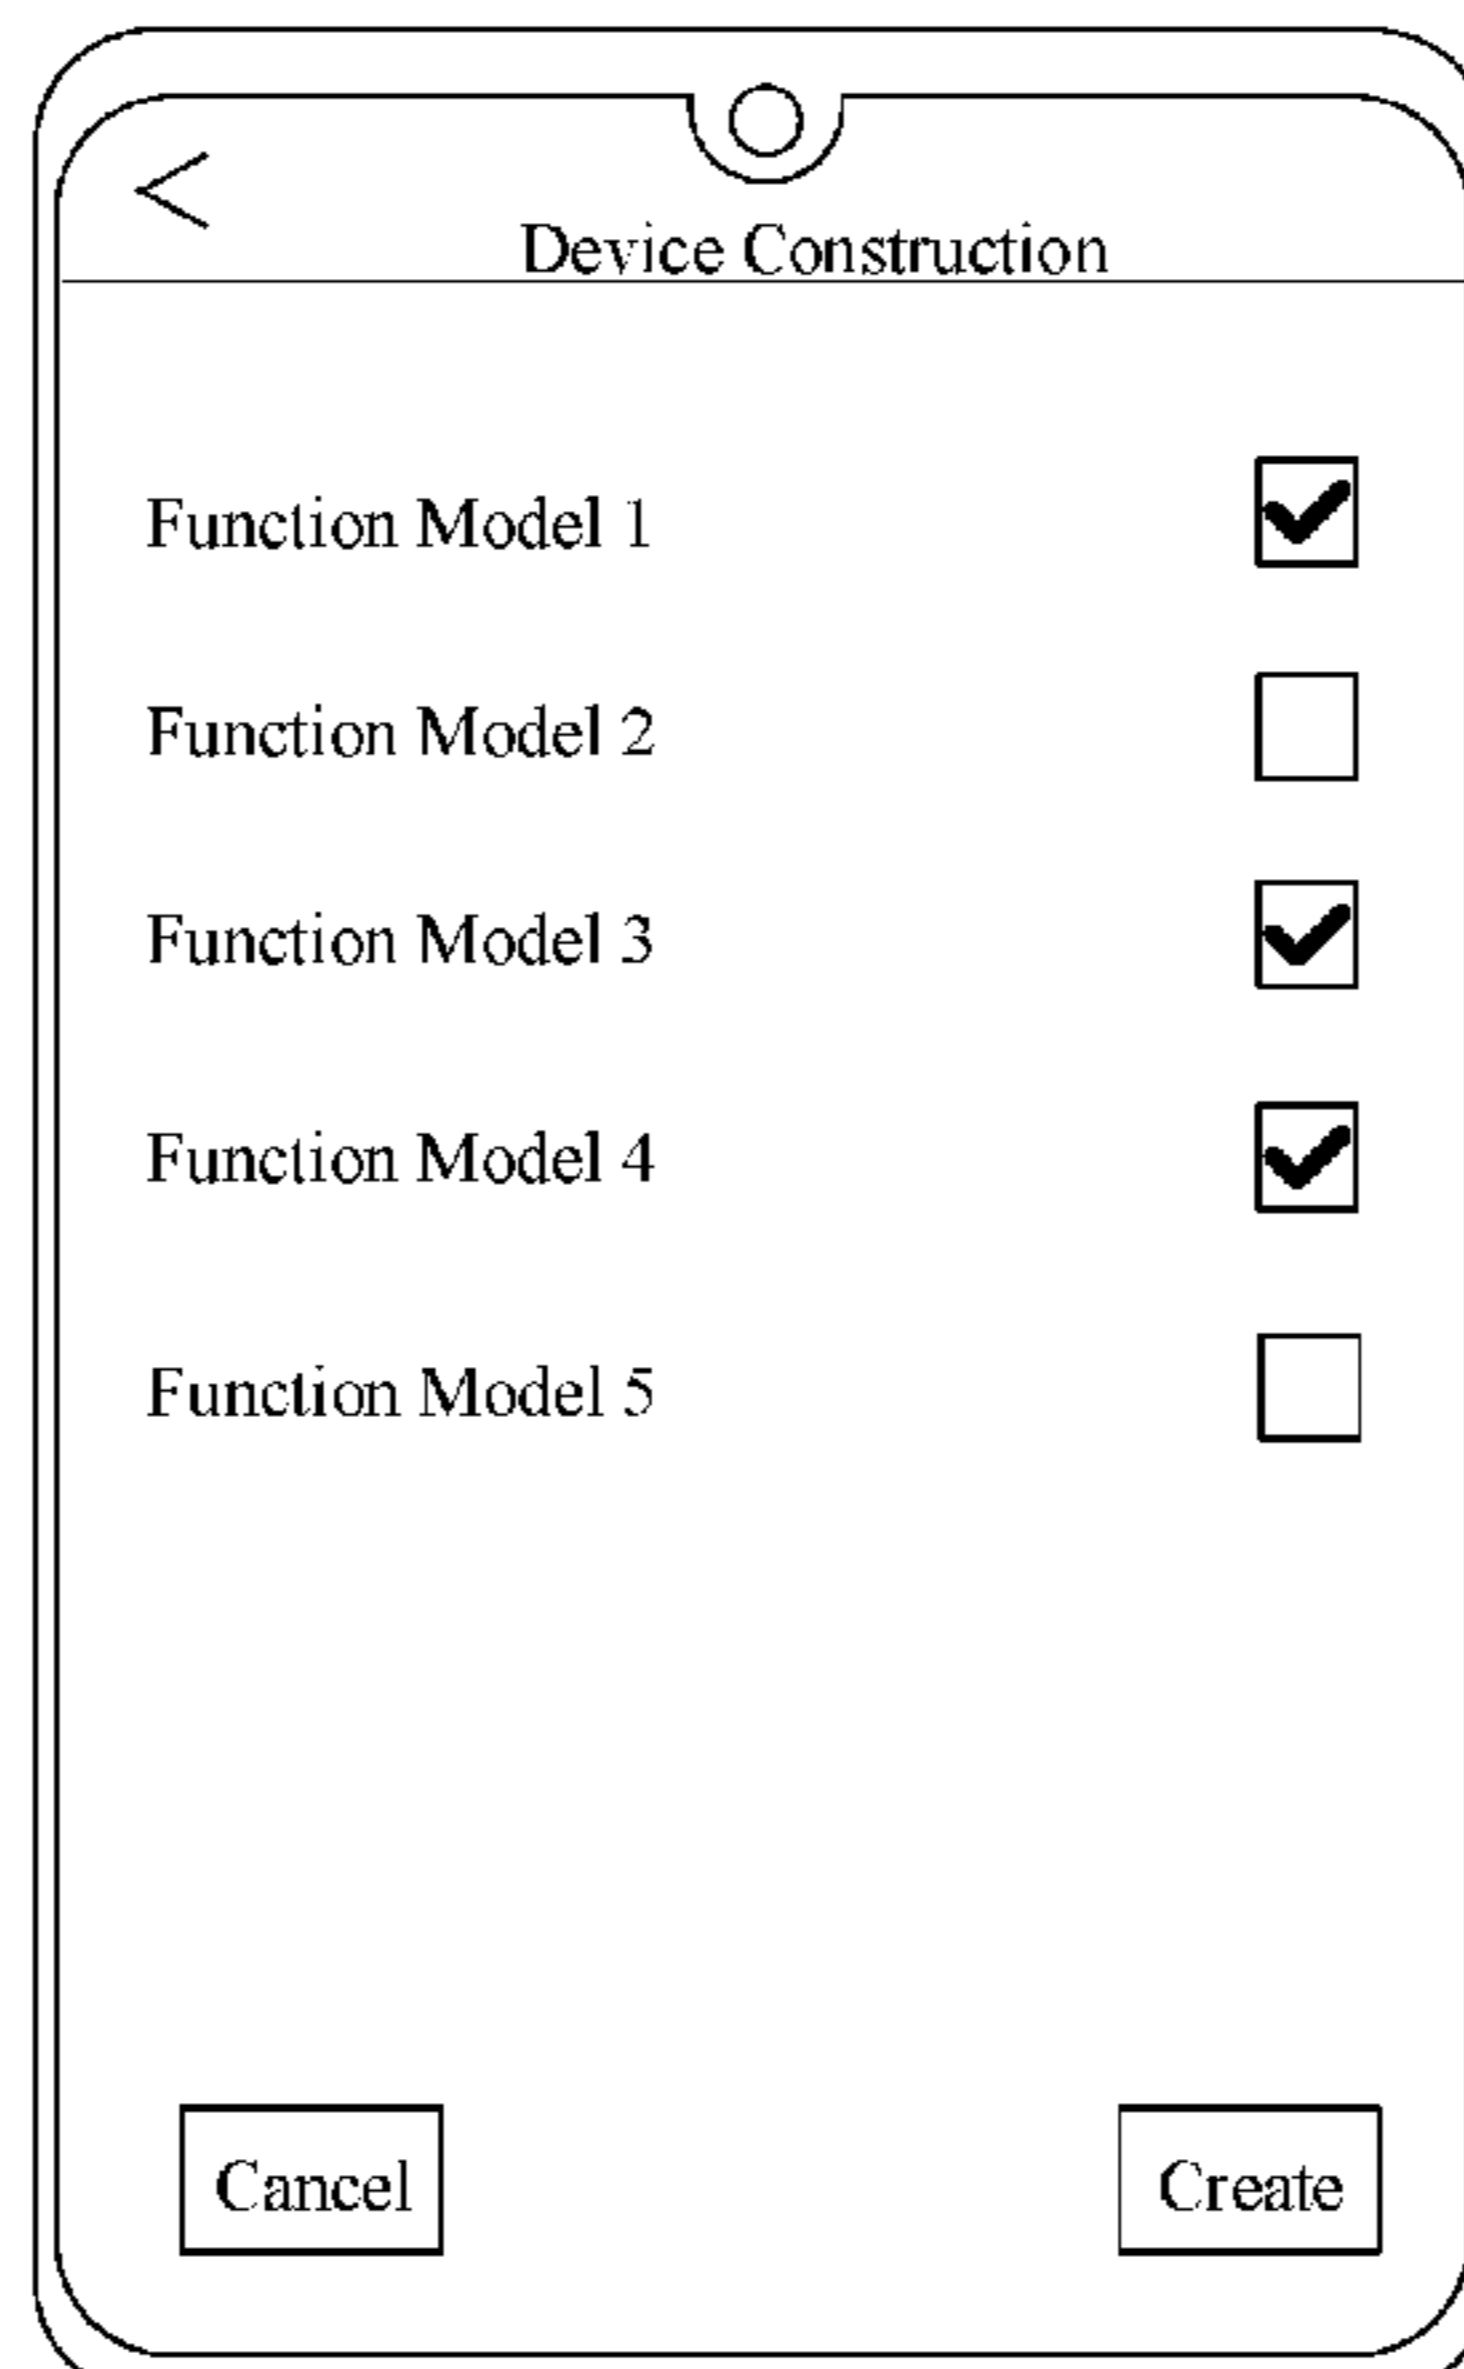 Device Construction
Function Model 1
Function Model 2
Function Model 3
Function Model 4
Function Model 5
Cancel
Create